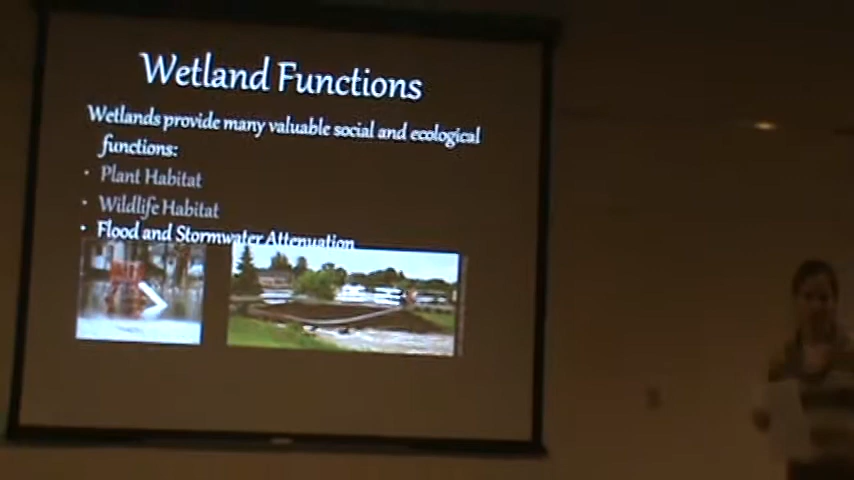 Wetland Functions
Wetlands provide many valuable social and ecological
functions:
• Plant Habitat
• Wildlife Habitat
• Flood and Stormwater Attenuation